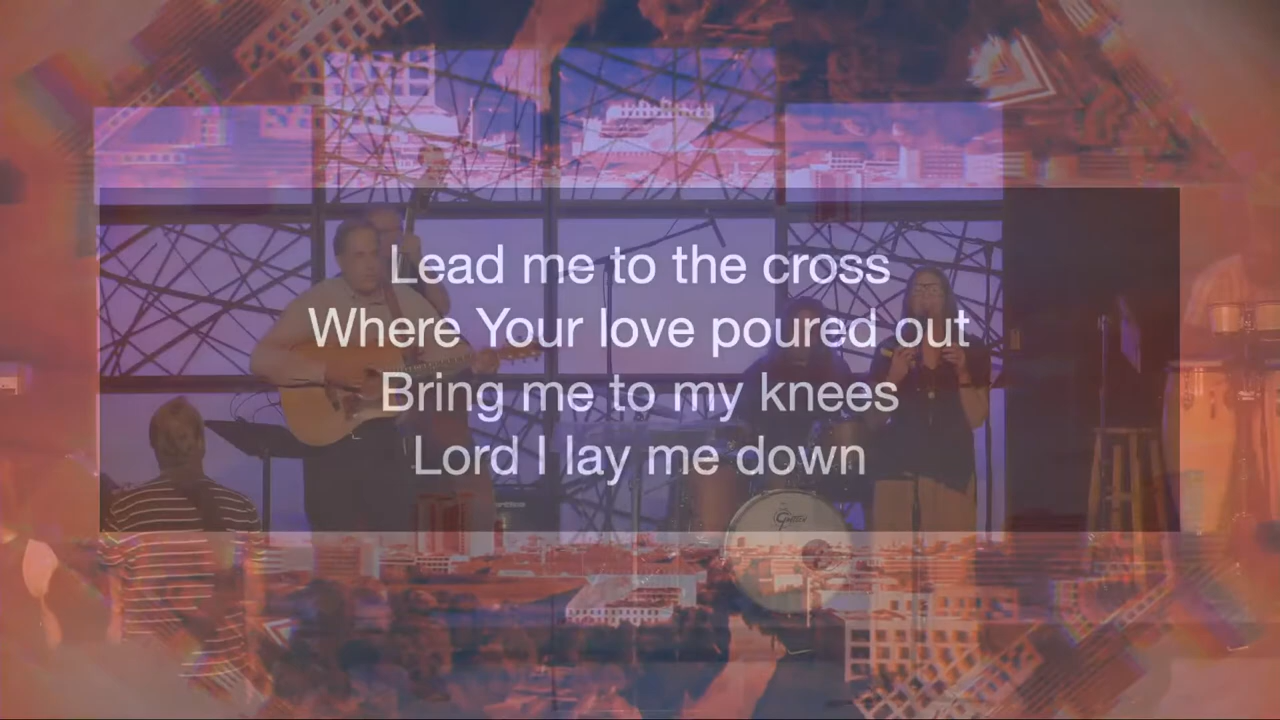 Lead me to the cross
Where Your love poured out
Bring me to my knees
Lord I lay me down
Gretsch